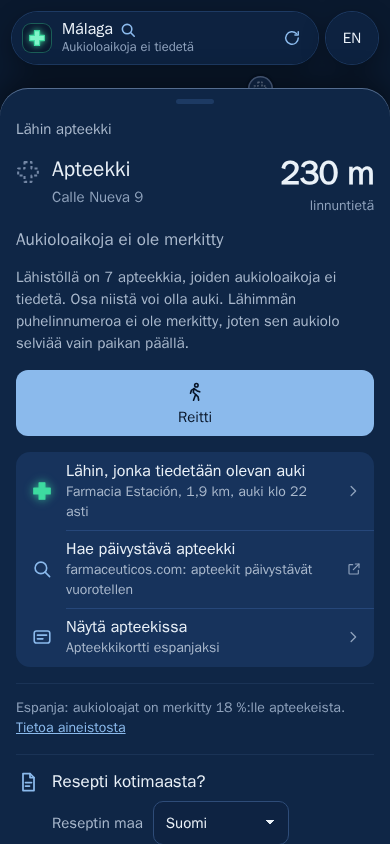 Málaga
Aukioloaikoja ei tiedetä
EN
Lähin apteekki
Apteekki
230 m
Calle Nueva 9
linnuntietä
Aukioloaikoja ei ole merkitty
Lähistöllä on 7 apteekkia, joiden aukioloaikoja ei
tiedetä. Osa niistä voi olla auki. Lähimmän
puhelinnumeroa ei ole merkitty, joten sen aukiolo
selviää vain paikan päällä.
Reitti
Lähin, jonka tiedetään olevan auki
Farmacia Estación, 1,9 km, auki klo 22
asti
Hae päivystävä apteekki
farmaceuticos.com: apteekit päivystävät
vuorotellen
Näytä apteekissa
Apteekkikortti espanjaksi
Espanja: aukioloajat on merkitty 18 %:lle apteekeista.
Tietoa aineistosta
Resepti kotimaasta?
Reseptin maa
Suomi